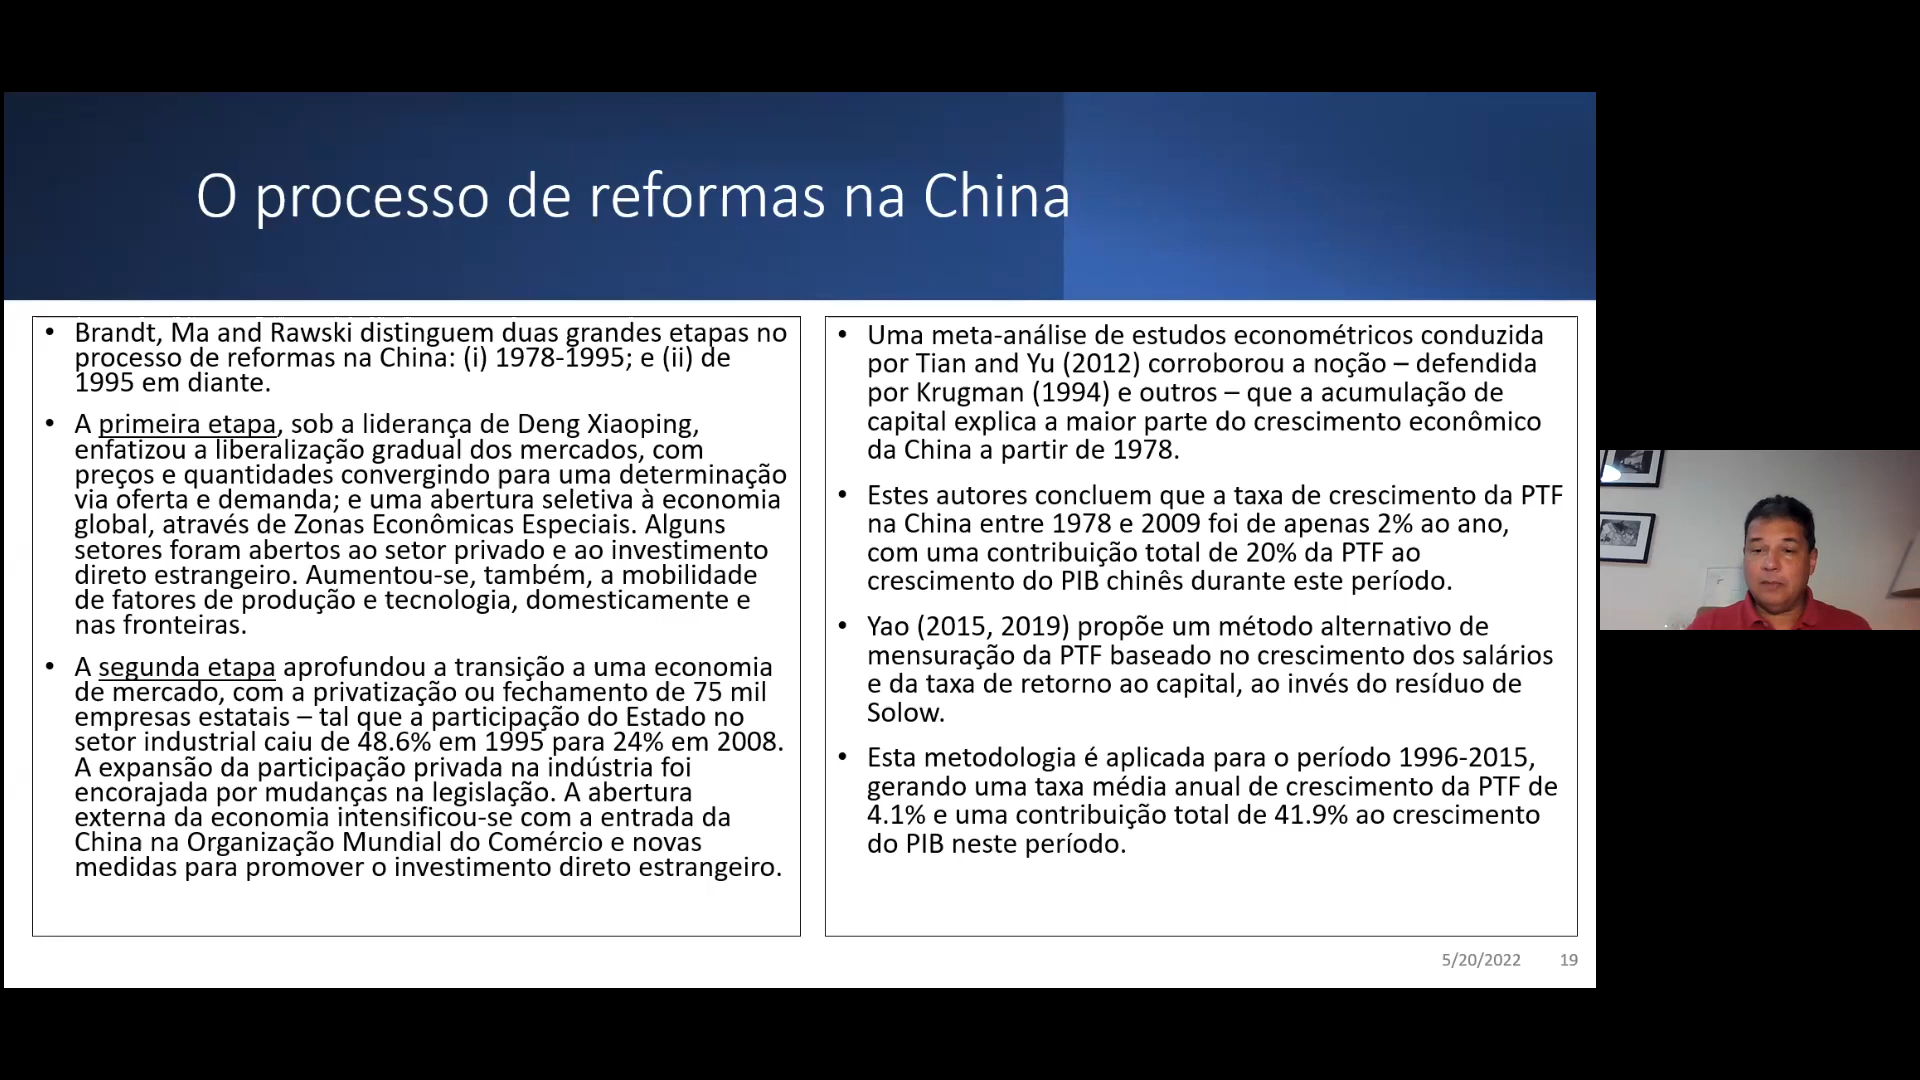 O processo de reformas na China
• Brandt, Ma and Rawski distinguem duas grandes etapas no
processo de reformas na China: (i) 1978-1995; e (ii) de
1995 em diante.
• A primeira etapa, sob a liderança de Deng Xiaoping,
enfatizou a liberalização gradual dos mercados, com
preços e quantidades convergindo para uma determinação
via oferta e demanda; e uma abertura seletiva à economia
global, através de Zonas Econômicas Especiais. Alguns
setores foram abertos ao setor privado e ao investimento
direto estrangeiro. Aumentou-se, também, a mobilidade
de fatores de produção e tecnologia, domesticamente e
nas fronteiras.
• A segunda etapa aprofundou a transição a uma economia
de mercado, com a privatização ou fechamento de 75 mil
empresas estatais – tal que a participação do Estado no
setor industrial caiu de 48.6% em 1995 para 24% em 2008.
A expansão da participação privada na indústria foi
encorajada por mudanças na legislação. A abertura
externa da economia intensificou-se com a entrada da
China na Organização Mundial do Comércio e novas
medidas para promover o investimento direto estrangeiro.
• Uma meta-análise de estudos econométricos conduzida
por Tian and Yu (2012) corroborou a noção – defendida
por Krugman (1994) e outros – que a acumulação de
capital explica a maior parte do crescimento econômico
da China a partir de 1978.
• Estes autores concluem que a taxa de crescimento da PTF
na China entre 1978 e 2009 foi de apenas 2% ao ano,
com uma contribuição total de 20% da PTF ao
crescimento do PIB chinês durante este período.
• Yao (2015, 2019) propõe um método alternativo de
mensuração da PTF baseado no crescimento dos salários
e da taxa de retorno ao capital, ao invés do resíduo de
Solow.
• Esta metodologia é aplicada para o período 1996-2015,
gerando uma taxa média anual de crescimento da PTF de
4.1% e uma contribuição total de 41.9% ao crescimento
do PIB neste período.
5/20/2022 19